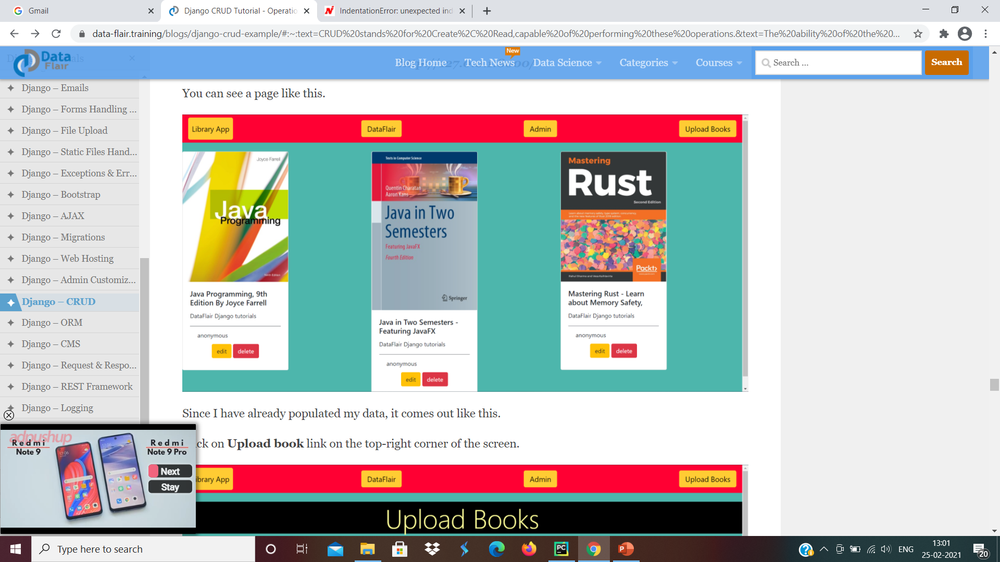 Gmail
Django CRUD Tutorial - Operatio
IndentationError: unexpected ind
data-flair.training/blogs/django-crud-example/#:~:text=CRUD%20stands%20for%20Create%2C%20Read,capable%20of%20performing%20these%20operations.&text=The%20ability%20of%20the%20...
Data
Flair
Blog Home
Tech News
New
Data Science
Categories
Courses
Search ...
Search
Django – Emails
Django – Forms Handling ...
Django – File Upload
Django – Static Files Hand...
Django – Exceptions & Err...
Django – Bootstrap
Django – AJAX
Django – Migrations
Django – Web Hosting
Django – Admin Customiz...
Django – CRUD
Django – ORM
Django – CMS
Django – Request & Respo...
Django – REST Framework
Django – Logging
You can see a page like this.
Library App
DataFlair
Admin
Upload Books
Joyce Farrell
Java
Programming
Java Programming, 9th
Edition By Joyce Farrell
DataFlair Django tutorials
anonymous
edit
delete
Texts in Computer Science
Quentin Charatan
Aaron Kans
Java in Two
Semesters
Featuring JavaFX
Fourth Edition
Springer
Java in Two Semesters -
Featuring JavaFX
DataFlair Django tutorials
anonymous
edit
delete
Mastering
Rust
Second Edition
Packt>
Mastering Rust - Learn
about Memory Safety,
DataFlair Django tutorials
anonymous
edit
delete
Since I have already populated my data, it comes out like this.
ck on Upload book link on the top-right corner of the screen.
ibrary App
DataFlair
Admin
Upload Books
Upload Books
adpushup
Redmi
Note 9
Redmi
Note 9 Pro
17:06
17:06
Next
Stay
Type here to search
PC
ENG
13:01
25-02-2021
20